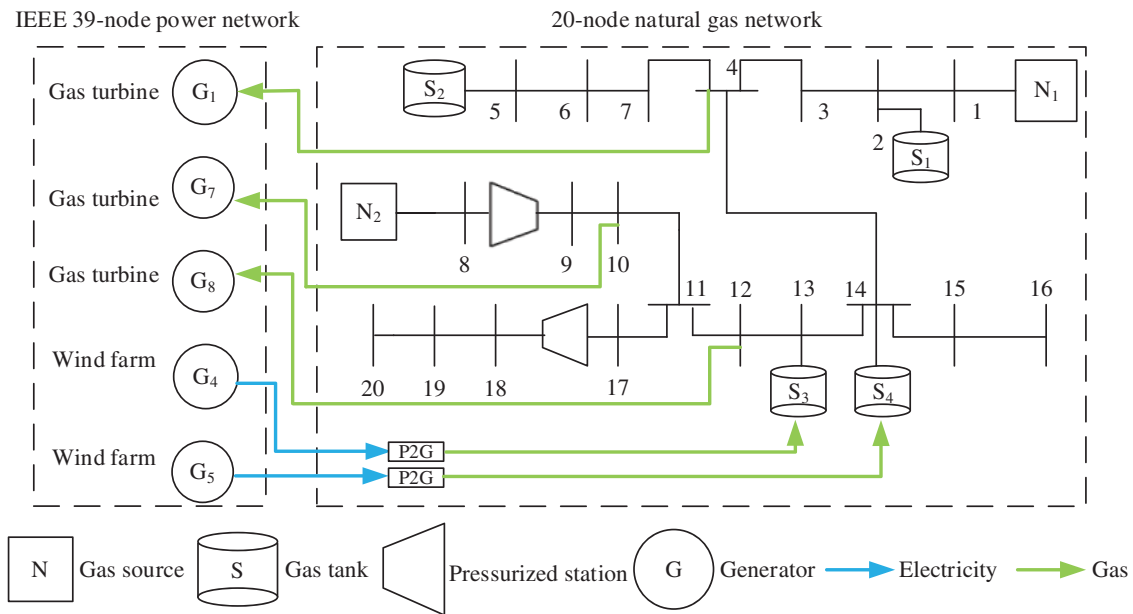 IEEE 39-node power network
20-node natural gas network
Gas turbine
G1
S2
5
6
7
4
3
2
1
N1
S1
Gas turbine
G7
N2
8
9
10
Gas turbine
G8
11
12
13
14
15
16
Wind farm
G4
20
19
18
17
S3
S4
P2G
Wind farm
G5
P2G
N
Gas source
S
Gas tank
Pressurized station
G
Generator
Electricity
Gas